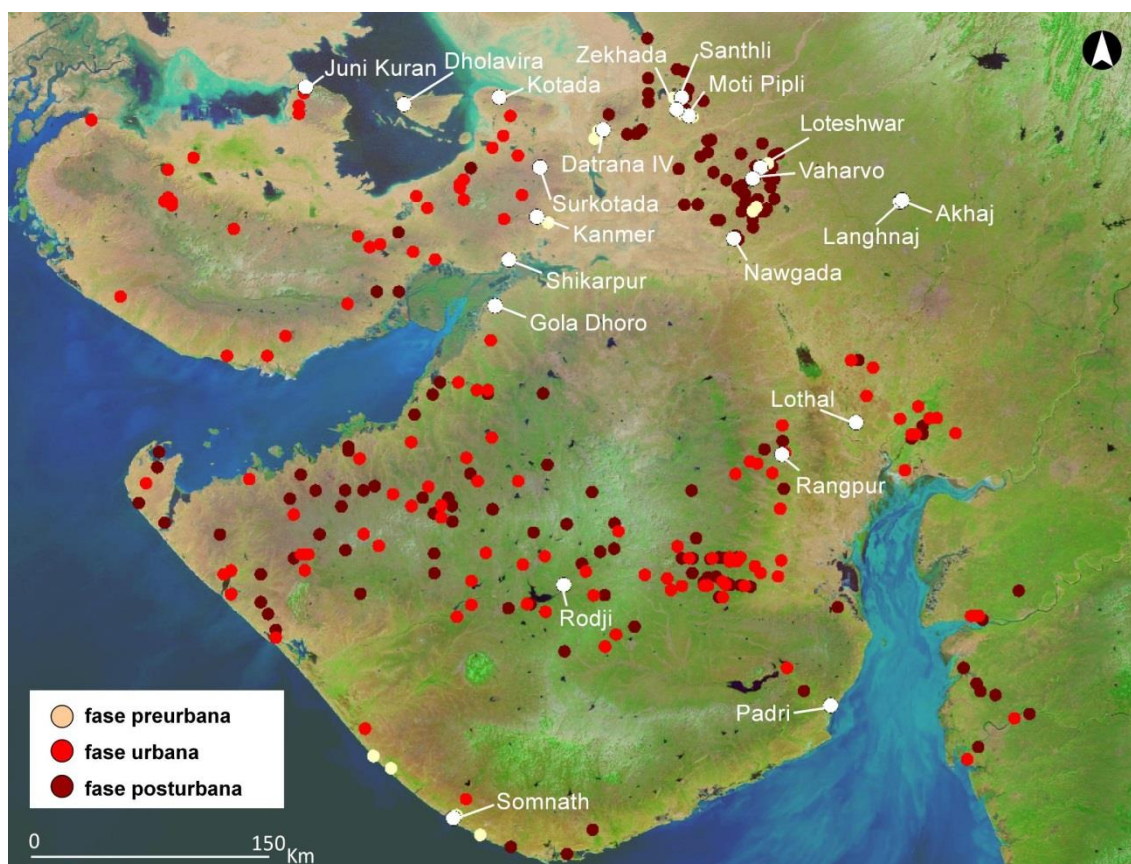 Juni Kuran
Dholavira
Kotada
Zekhada
Santhli
Moti Pipli
Datrana IV
Loteshwar
Vaharvo
Surkotada
Kanmer
Akhaj
Langhnaj
Nawgada
Shikarpur
Gola Dhoro
Lothal
Rangpur
Rodji
Padri
Somnath
fase preurbana
fase urbana
fase posturbana
0 150
Km